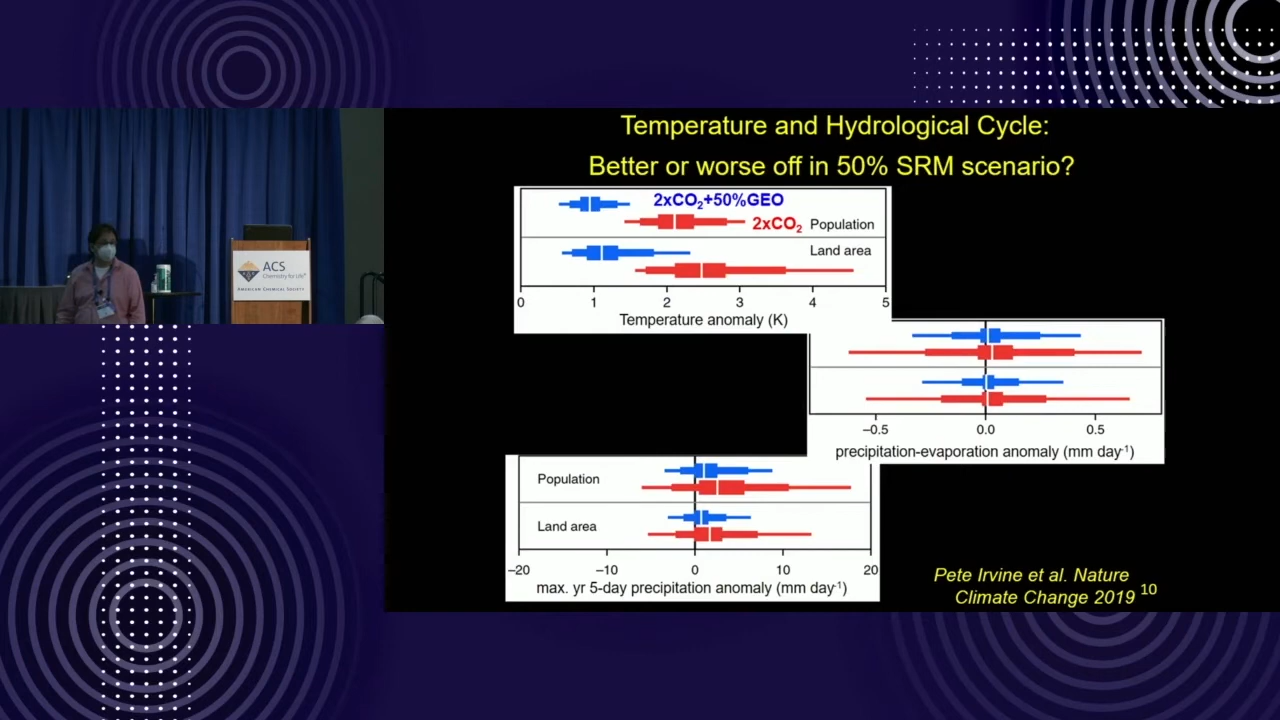 Temperature and Hydrological Cycle:
Better or worse off in 50% SRM scenario?
2xCO₂+50%GEO
2xCO₂ Population
Land area
0 1 2 3 4 5
Temperature anomaly (K)
−0.5 0.0 0.5
precipitation-evaporation anomaly (mm day⁻¹)
Population
Land area
−20 −10 0 10 20
max. yr 5-day precipitation anomaly (mm day⁻¹)
Pete Irvine et al. Nature
Climate Change 2019 10
ACS
Chemistry for Life®
AMERICAN CHEMICAL SOCIETY